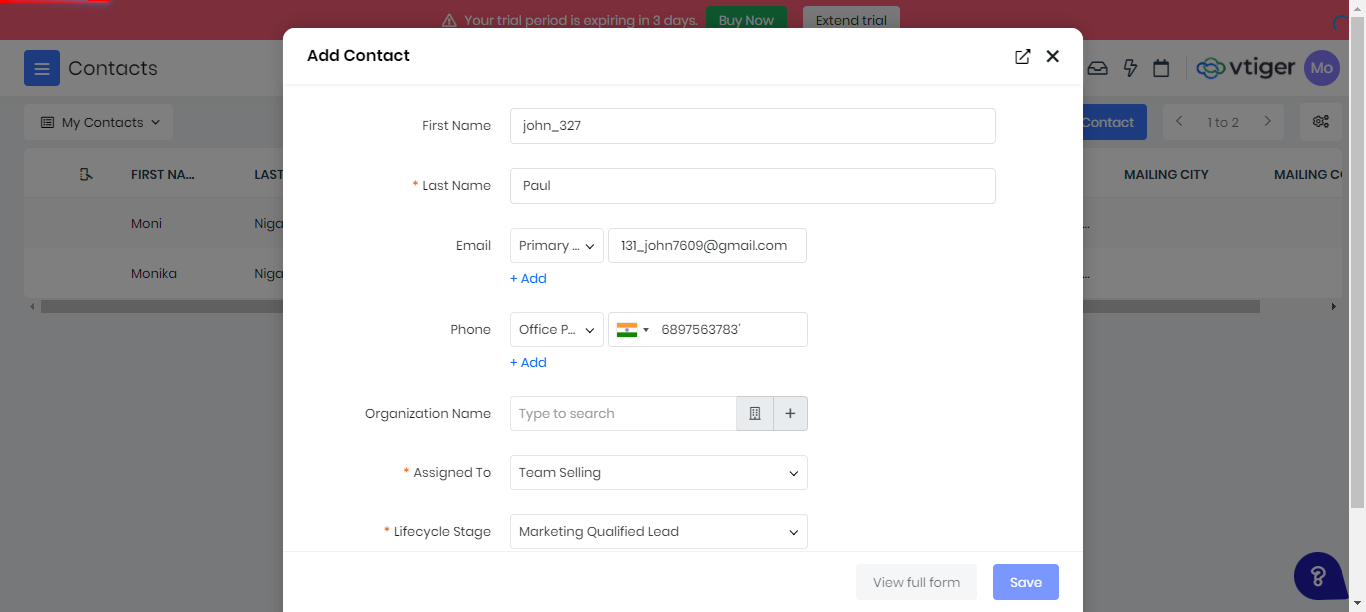 Your trial period is expiring in 3 days. Buy Now Extend trial
Contacts
vtiger Mo
My Contacts
Contact 1 to 2
FIRST NA... LAST MAILING CITY MAILING CO
Moni Niga ...
Monika Niga ...
Add Contact
First Name john_327
* Last Name Paul
Email Primary ... 131_john7609@gmail.com
+ Add
Phone Office P... 6897563783'
+ Add
Organization Name Type to search +
* Assigned To Team Selling
* Lifecycle Stage Marketing Qualified Lead
View full form Save
?